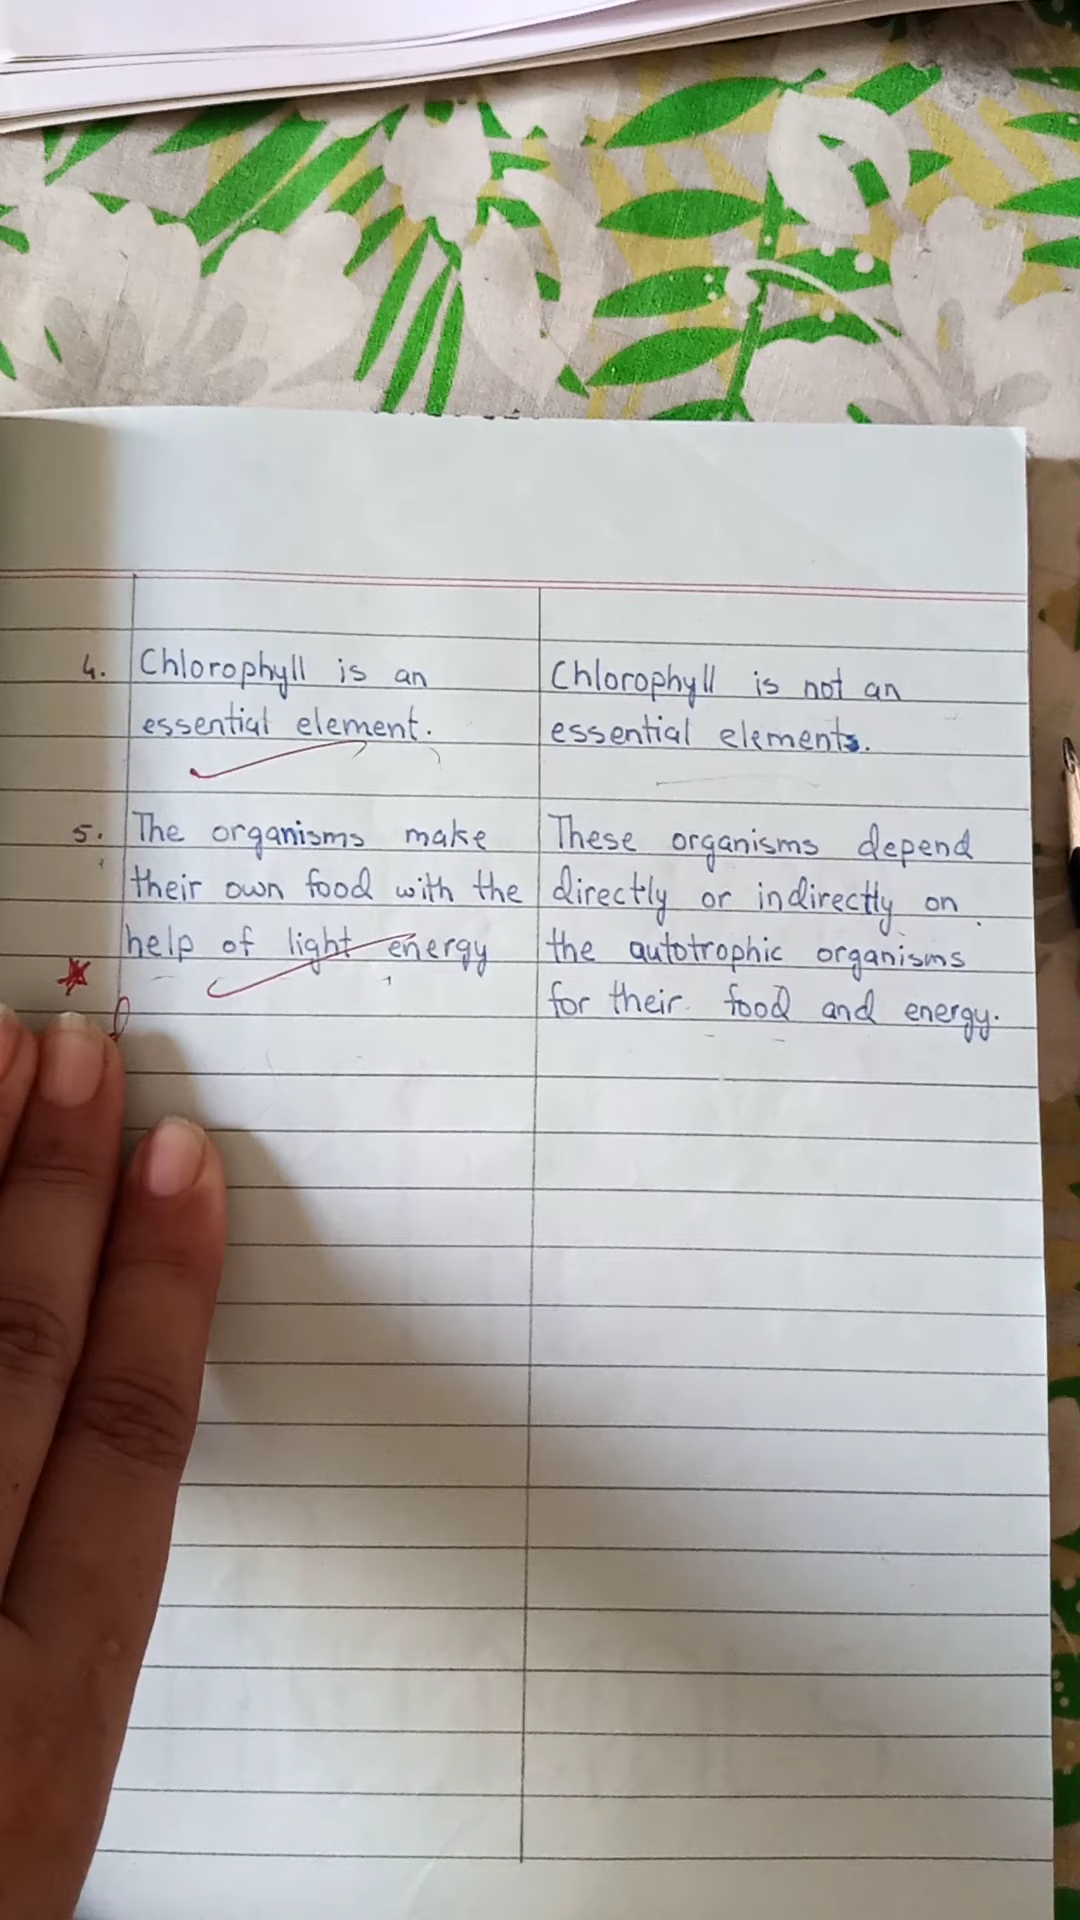 4. Chlorophyll is an
essential element.
Chlorophyll is not an
essential elements.
5. The organisms make
their own food with the
help of light energy
These organisms depend
directly or indirectly on
the autotrophic organisms
for their food and energy.